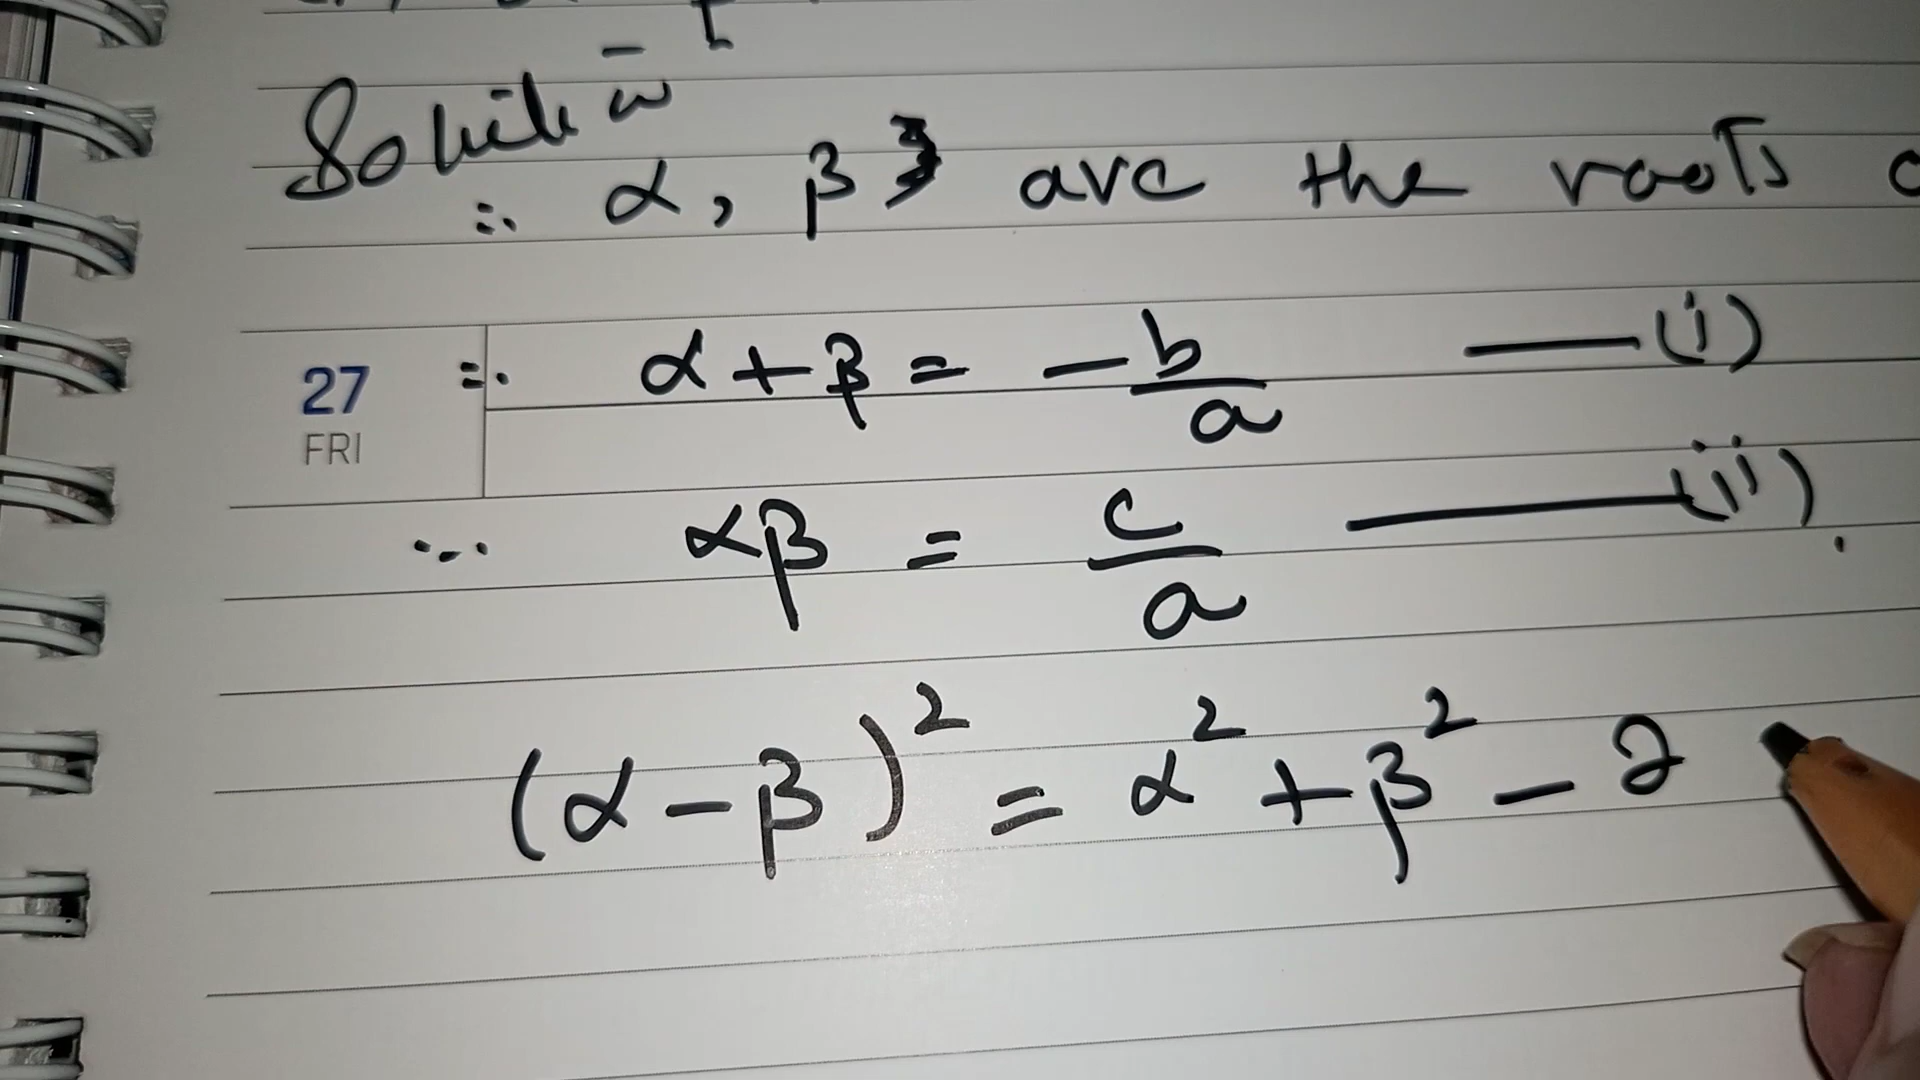 Solution
∵ α, β are the roots
27 FRI ∴ α + β = -b/a —(i)
∵ αβ = c/a —(ii).
(α - β)² = α² + β² - 2